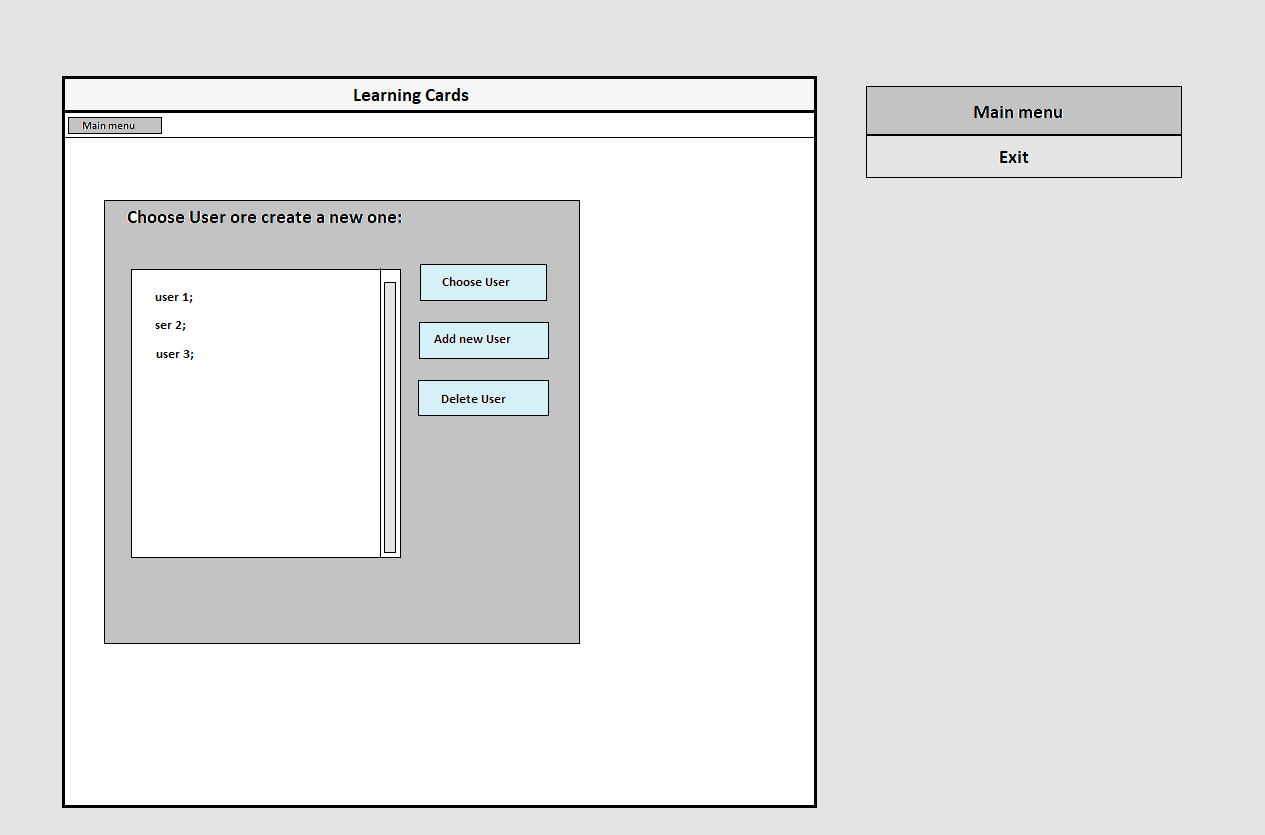 Learning Cards
Main menu
Choose User ore create a new one:
user 1;
ser 2;
user 3;
Choose User
Add new User
Delete User
Main menu
Exit